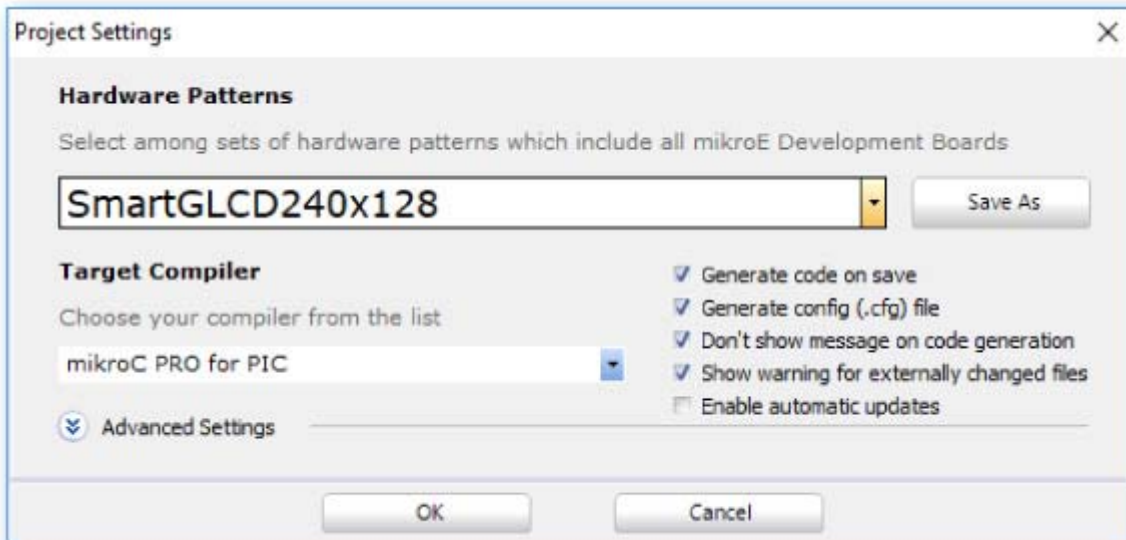 Project Settings
Hardware Patterns
Select among sets of hardware patterns which include all mikroE Development Boards
SmartGLCD240x128
Save As
Target Compiler
Choose your compiler from the list
mikroC PRO for PIC
Generate code on save
Generate config (.cfg) file
Don't show message on code generation
Show warning for externally changed files
Enable automatic updates
Advanced Settings
OK
Cancel